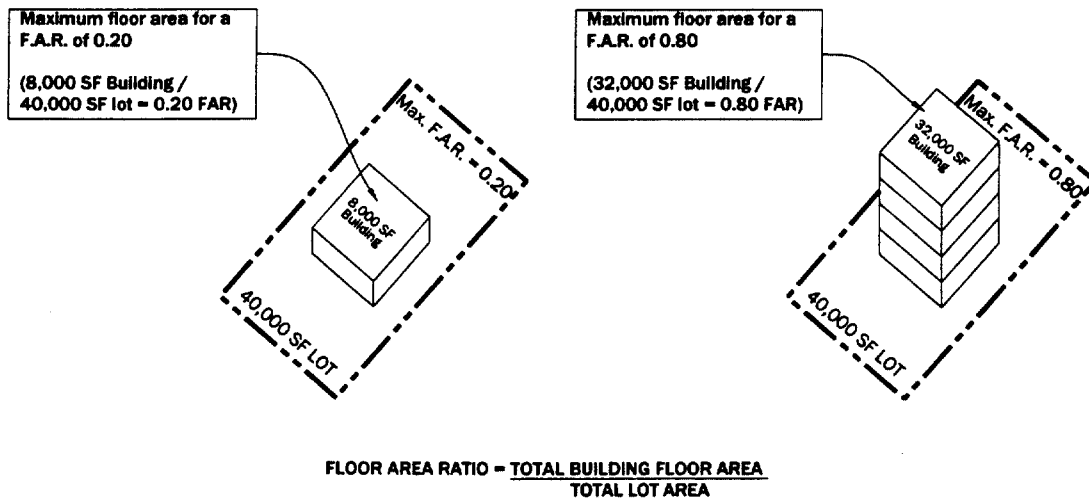 Maximum floor area for a
F.A.R. of 0.20
(8,000 SF Building /
40,000 SF lot = 0.20 FAR)
Max. F.A.R. = 0.20
8,000 SF
Building
40,000 SF LOT
Maximum floor area for a
F.A.R. of 0.80
(32,000 SF Building /
40,000 SF lot = 0.80 FAR)
Max. F.A.R. = 0.80
32,000 SF
Building
40,000 SF LOT
FLOOR AREA RATIO = TOTAL BUILDING FLOOR AREA
TOTAL LOT AREA